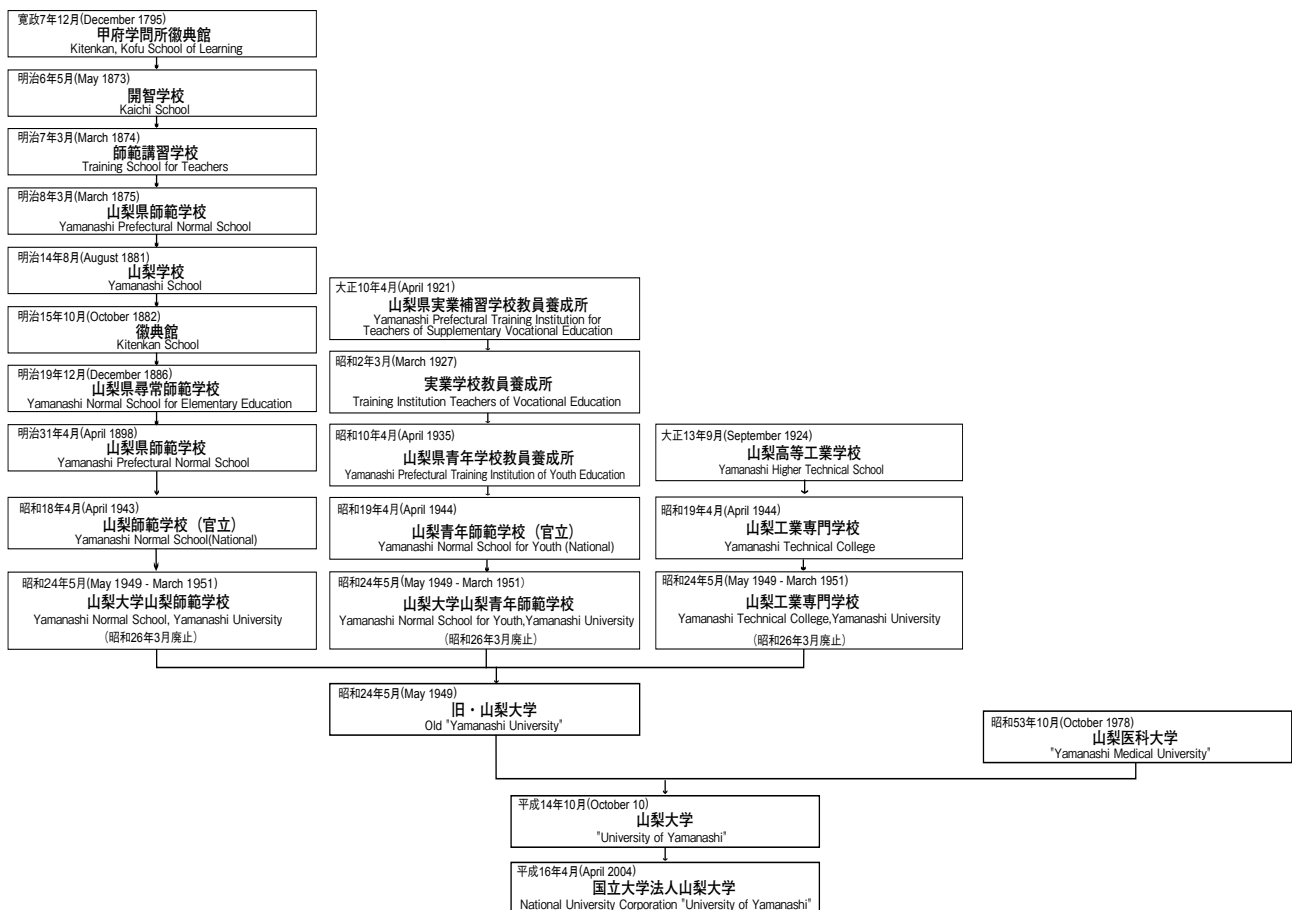 寛政7年12月(December 1795)
甲府学問所徽典館
Kitenkan, Kofu School of Learning
明治6年5月(May 1873)
開智学校
Kaichi School
明治7年3月(March 1874)
師範講習学校
Training School for Teachers
明治8年3月(March 1875)
山梨県師範学校
Yamanashi Prefectural Normal School
明治14年8月(August 1881)
山梨学校
Yamanashi School
明治15年10月(October 1882)
徽典館
Kitenkan School
明治19年12月(December 1886)
山梨県尋常師範学校
Yamanashi Normal School for Elementary Education
明治31年4月(April 1898)
山梨県師範学校
Yamanashi Prefectural Normal School
昭和18年4月(April 1943)
山梨師範学校（官立）
Yamanashi Normal School(National)
昭和24年5月(May 1949 - March 1951)
山梨大学山梨師範学校
Yamanashi Normal School, Yamanashi University
（昭和26年3月廃止）
大正10年4月(April 1921)
山梨県実業補習学校教員養成所
Yamanashi Prefectural Training Institution for
Teachers of Supplementary Vocational Education
昭和2年3月(March 1927)
実業学校教員養成所
Training Institution Teachers of Vocational Education
昭和10年4月(April 1935)
山梨県青年学校教員養成所
Yamanashi Prefectural Training Institution of Youth Education
昭和19年4月(April 1944)
山梨青年師範学校（官立）
Yamanashi Normal School for Youth (National)
昭和24年5月(May 1949 - March 1951)
山梨大学山梨青年師範学校
Yamanashi Normal School for Youth,Yamanashi University
（昭和26年3月廃止）
大正13年9月(September 1924)
山梨高等工業学校
Yamanashi Higher Technical School
昭和19年4月(April 1944)
山梨工業専門学校
Yamanashi Technical College
昭和24年5月(May 1949 - March 1951)
山梨工業専門学校
Yamanashi Technical College,Yamanashi University
（昭和26年3月廃止）
昭和24年5月(May 1949)
旧・山梨大学
Old "Yamanashi University"
昭和53年10月(October 1978)
山梨医科大学
"Yamanashi Medical University"
平成14年10月(October 10)
山梨大学
"University of Yamanashi"
平成16年4月(April 2004)
国立大学法人山梨大学
National University Corporation "University of Yamanashi"